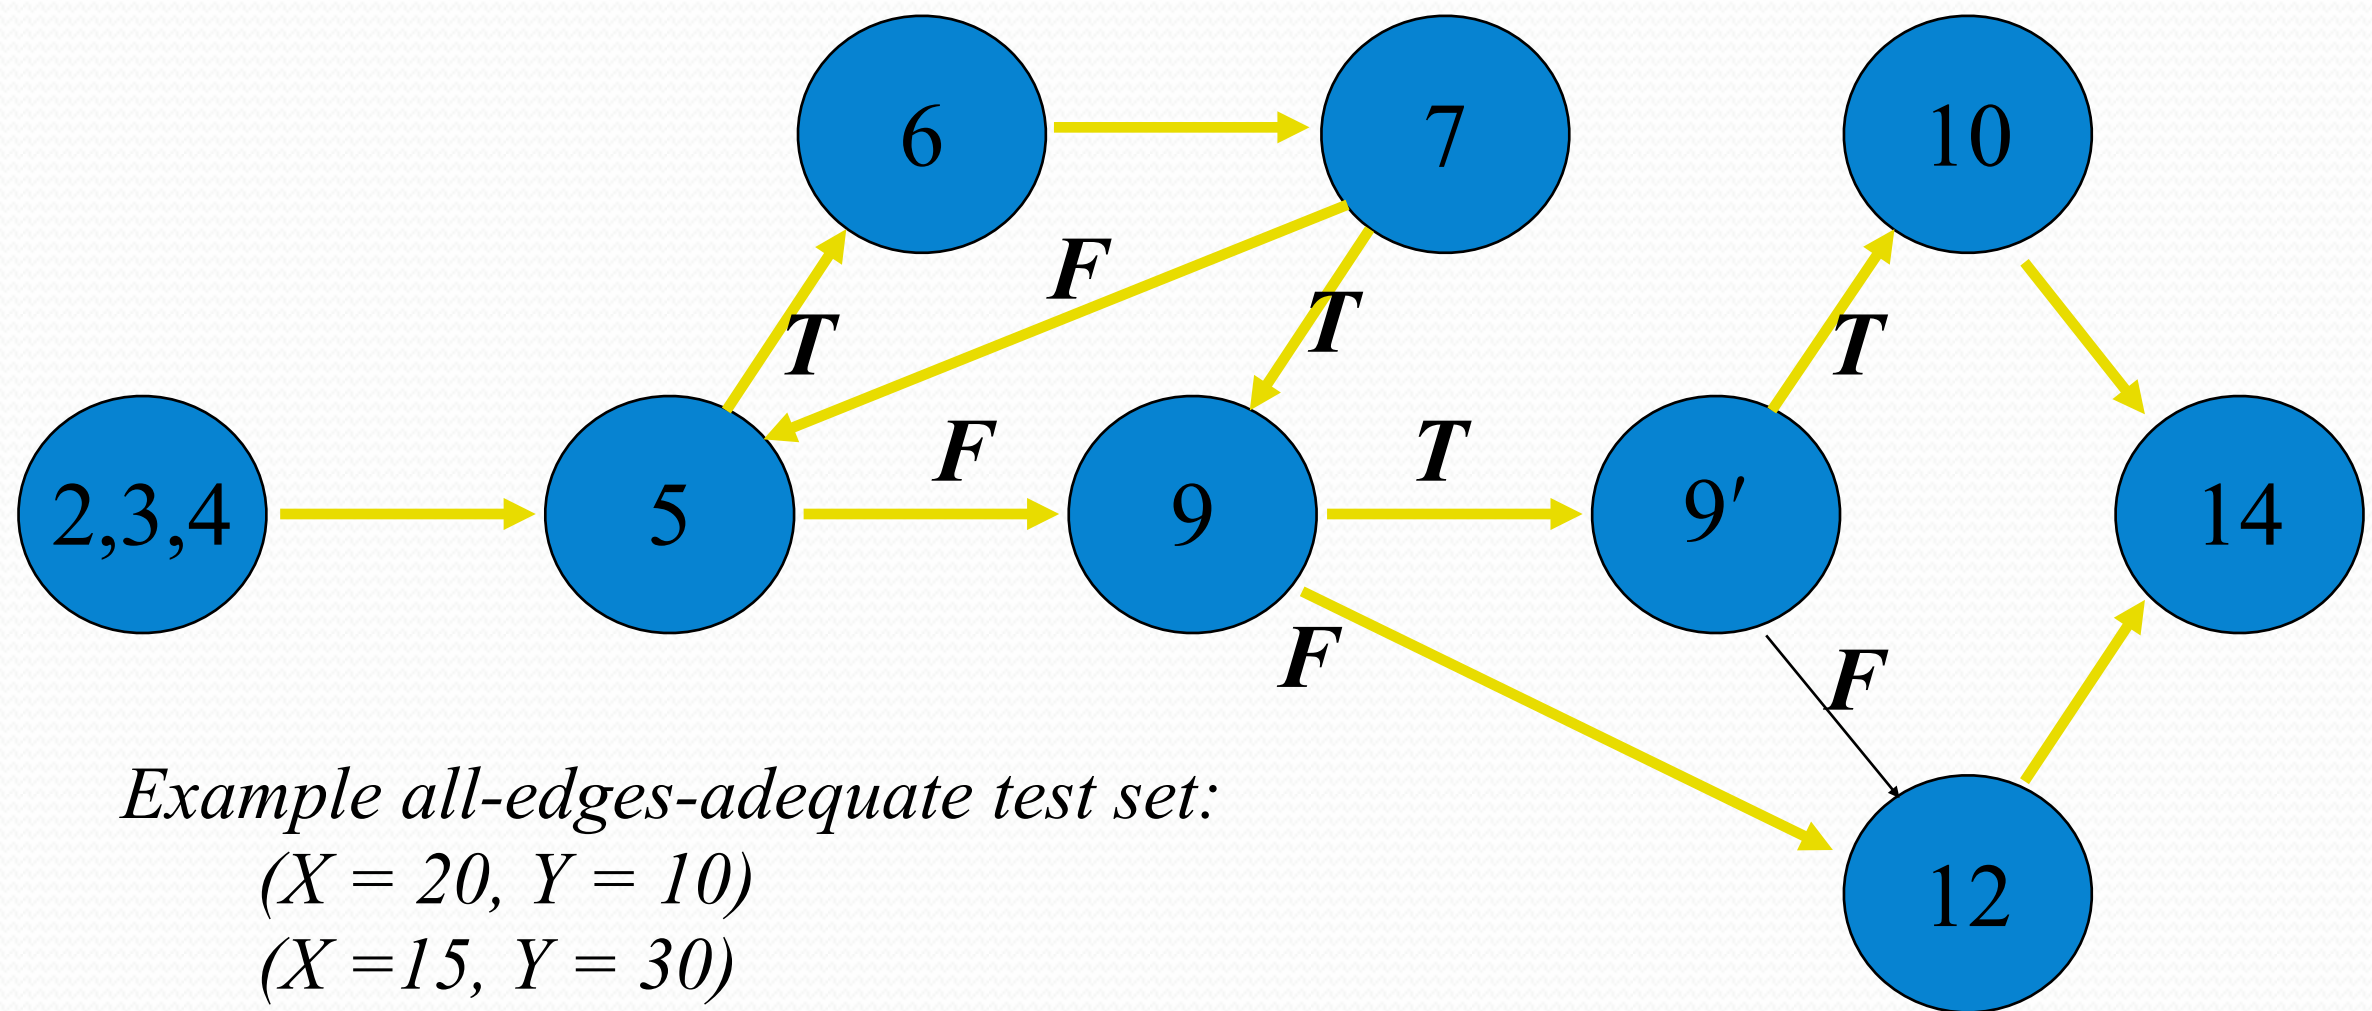 6
7
10
F
T
T
T
F
T
2,3,4
5
9
9′
14
F
F
12
Example all-edges-adequate test set:
(X = 20, Y = 10)
(X =15, Y = 30)